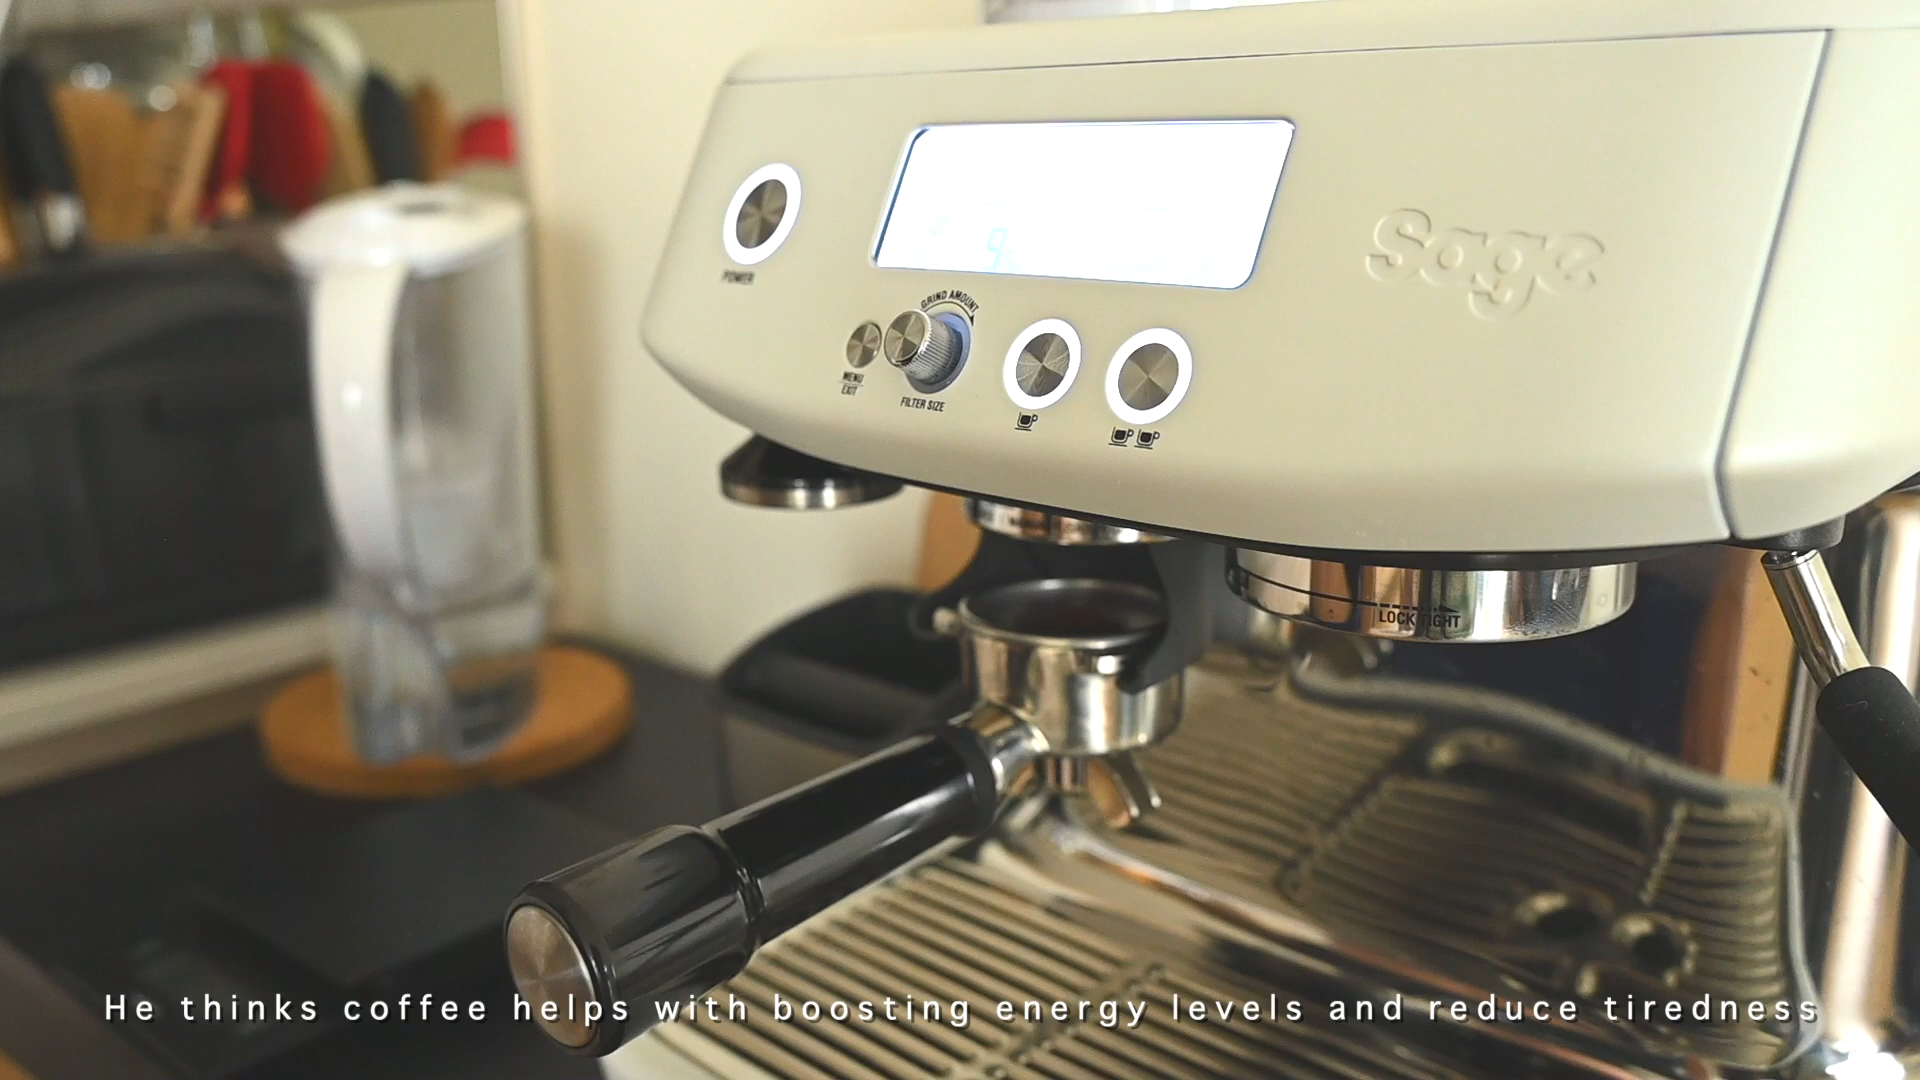 Sage
POWER
GRIND AMOUNT
MENU
EXIT
FILTER SIZE
LOCK TIGHT
He thinks coffee helps with boosting energy levels and reduce tiredness